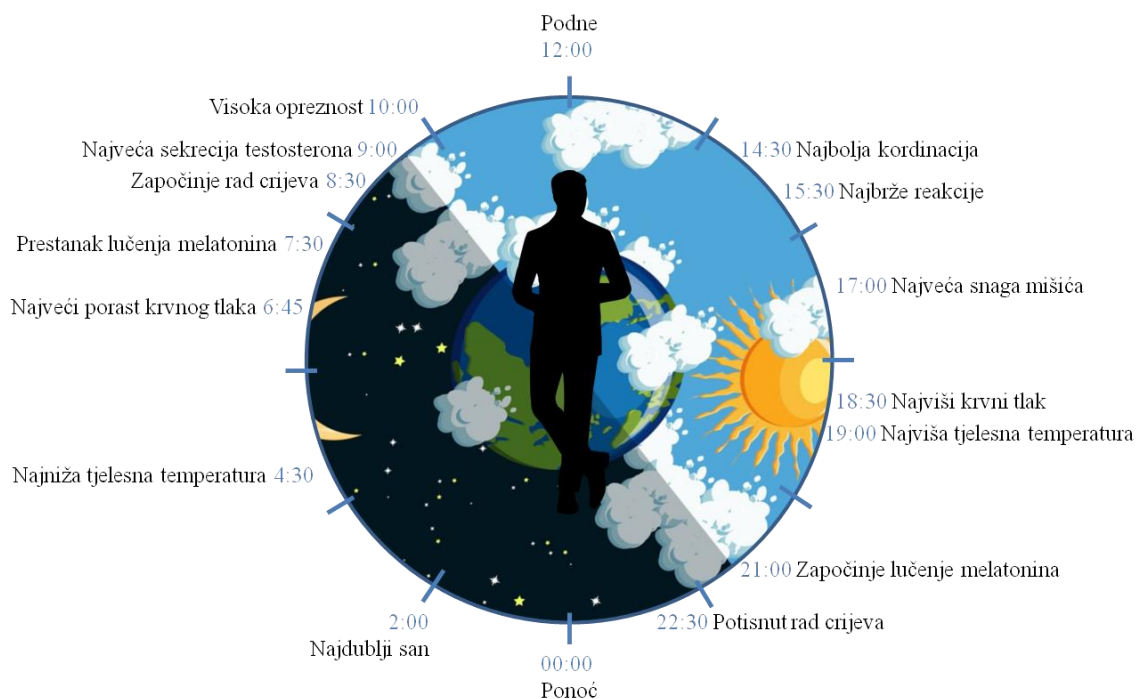 Podne
12:00
Visoka opreznost 10:00
Najveća sekrecija testosterona 9:00
Započinje rad crijeva 8:30
Prestanak lučenja melatonina 7:30
Najveći porast krvnog tlaka 6:45
Najniža tjelesna temperatura 4:30
2:00
Najdublji san
00:00
Ponoć
14:30 Najbolja kordinacija
15:30 Najbrže reakcije
17:00 Najveća snaga mišića
18:30 Najviši krvni tlak
19:00 Najviša tjelesna temperatura
21:00 Započinje lučenje melatonina
22:30 Potisnut rad crijeva